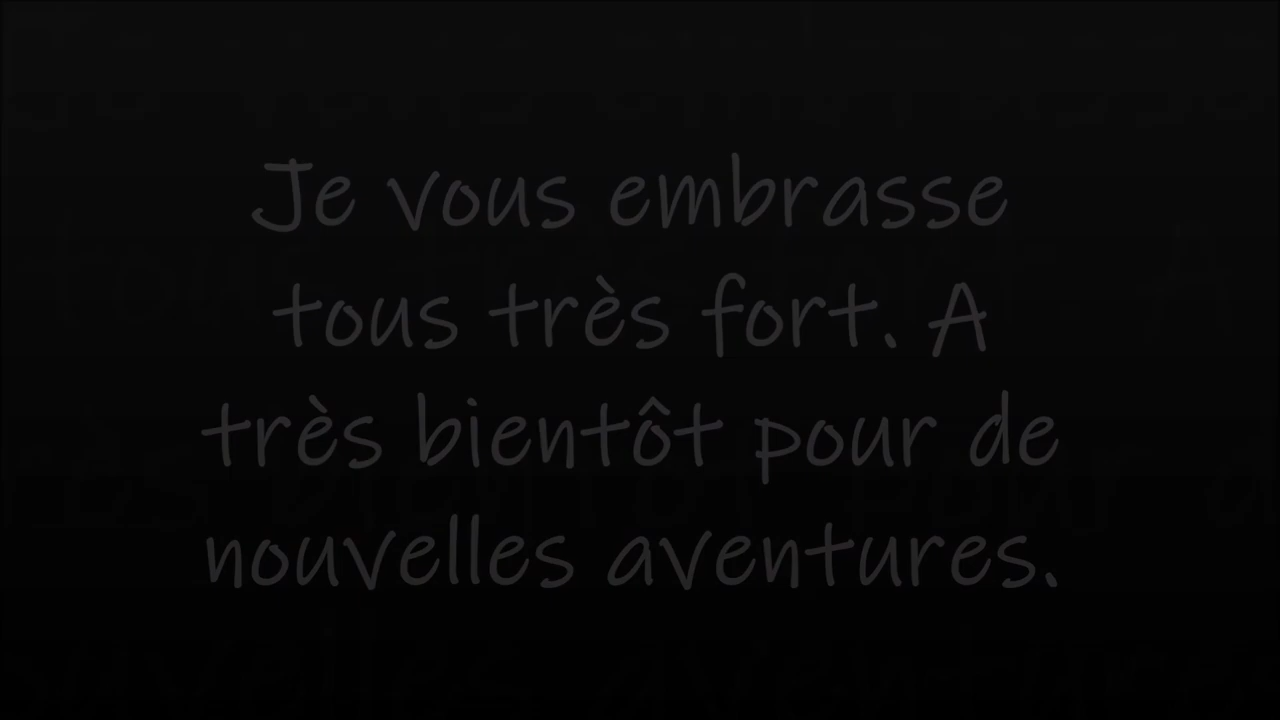 Je vous embrasse
tous très fort. A
très bientôt pour de
nouvelles aventures.